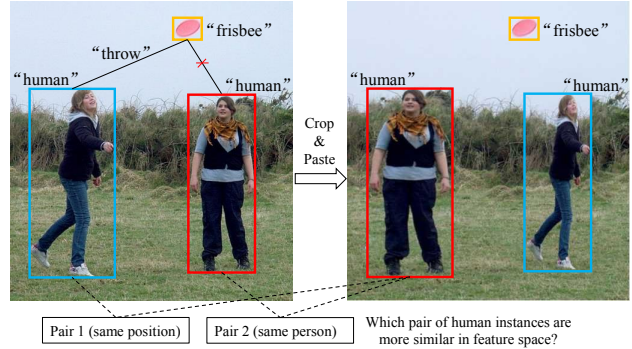 “frisbee”
“throw”
“human”
“human”
Crop
&
Paste
“frisbee”
“human”
“human”
Pair 1 (same position)
Pair 2 (same person)
Which pair of human instances are
more similar in feature space?